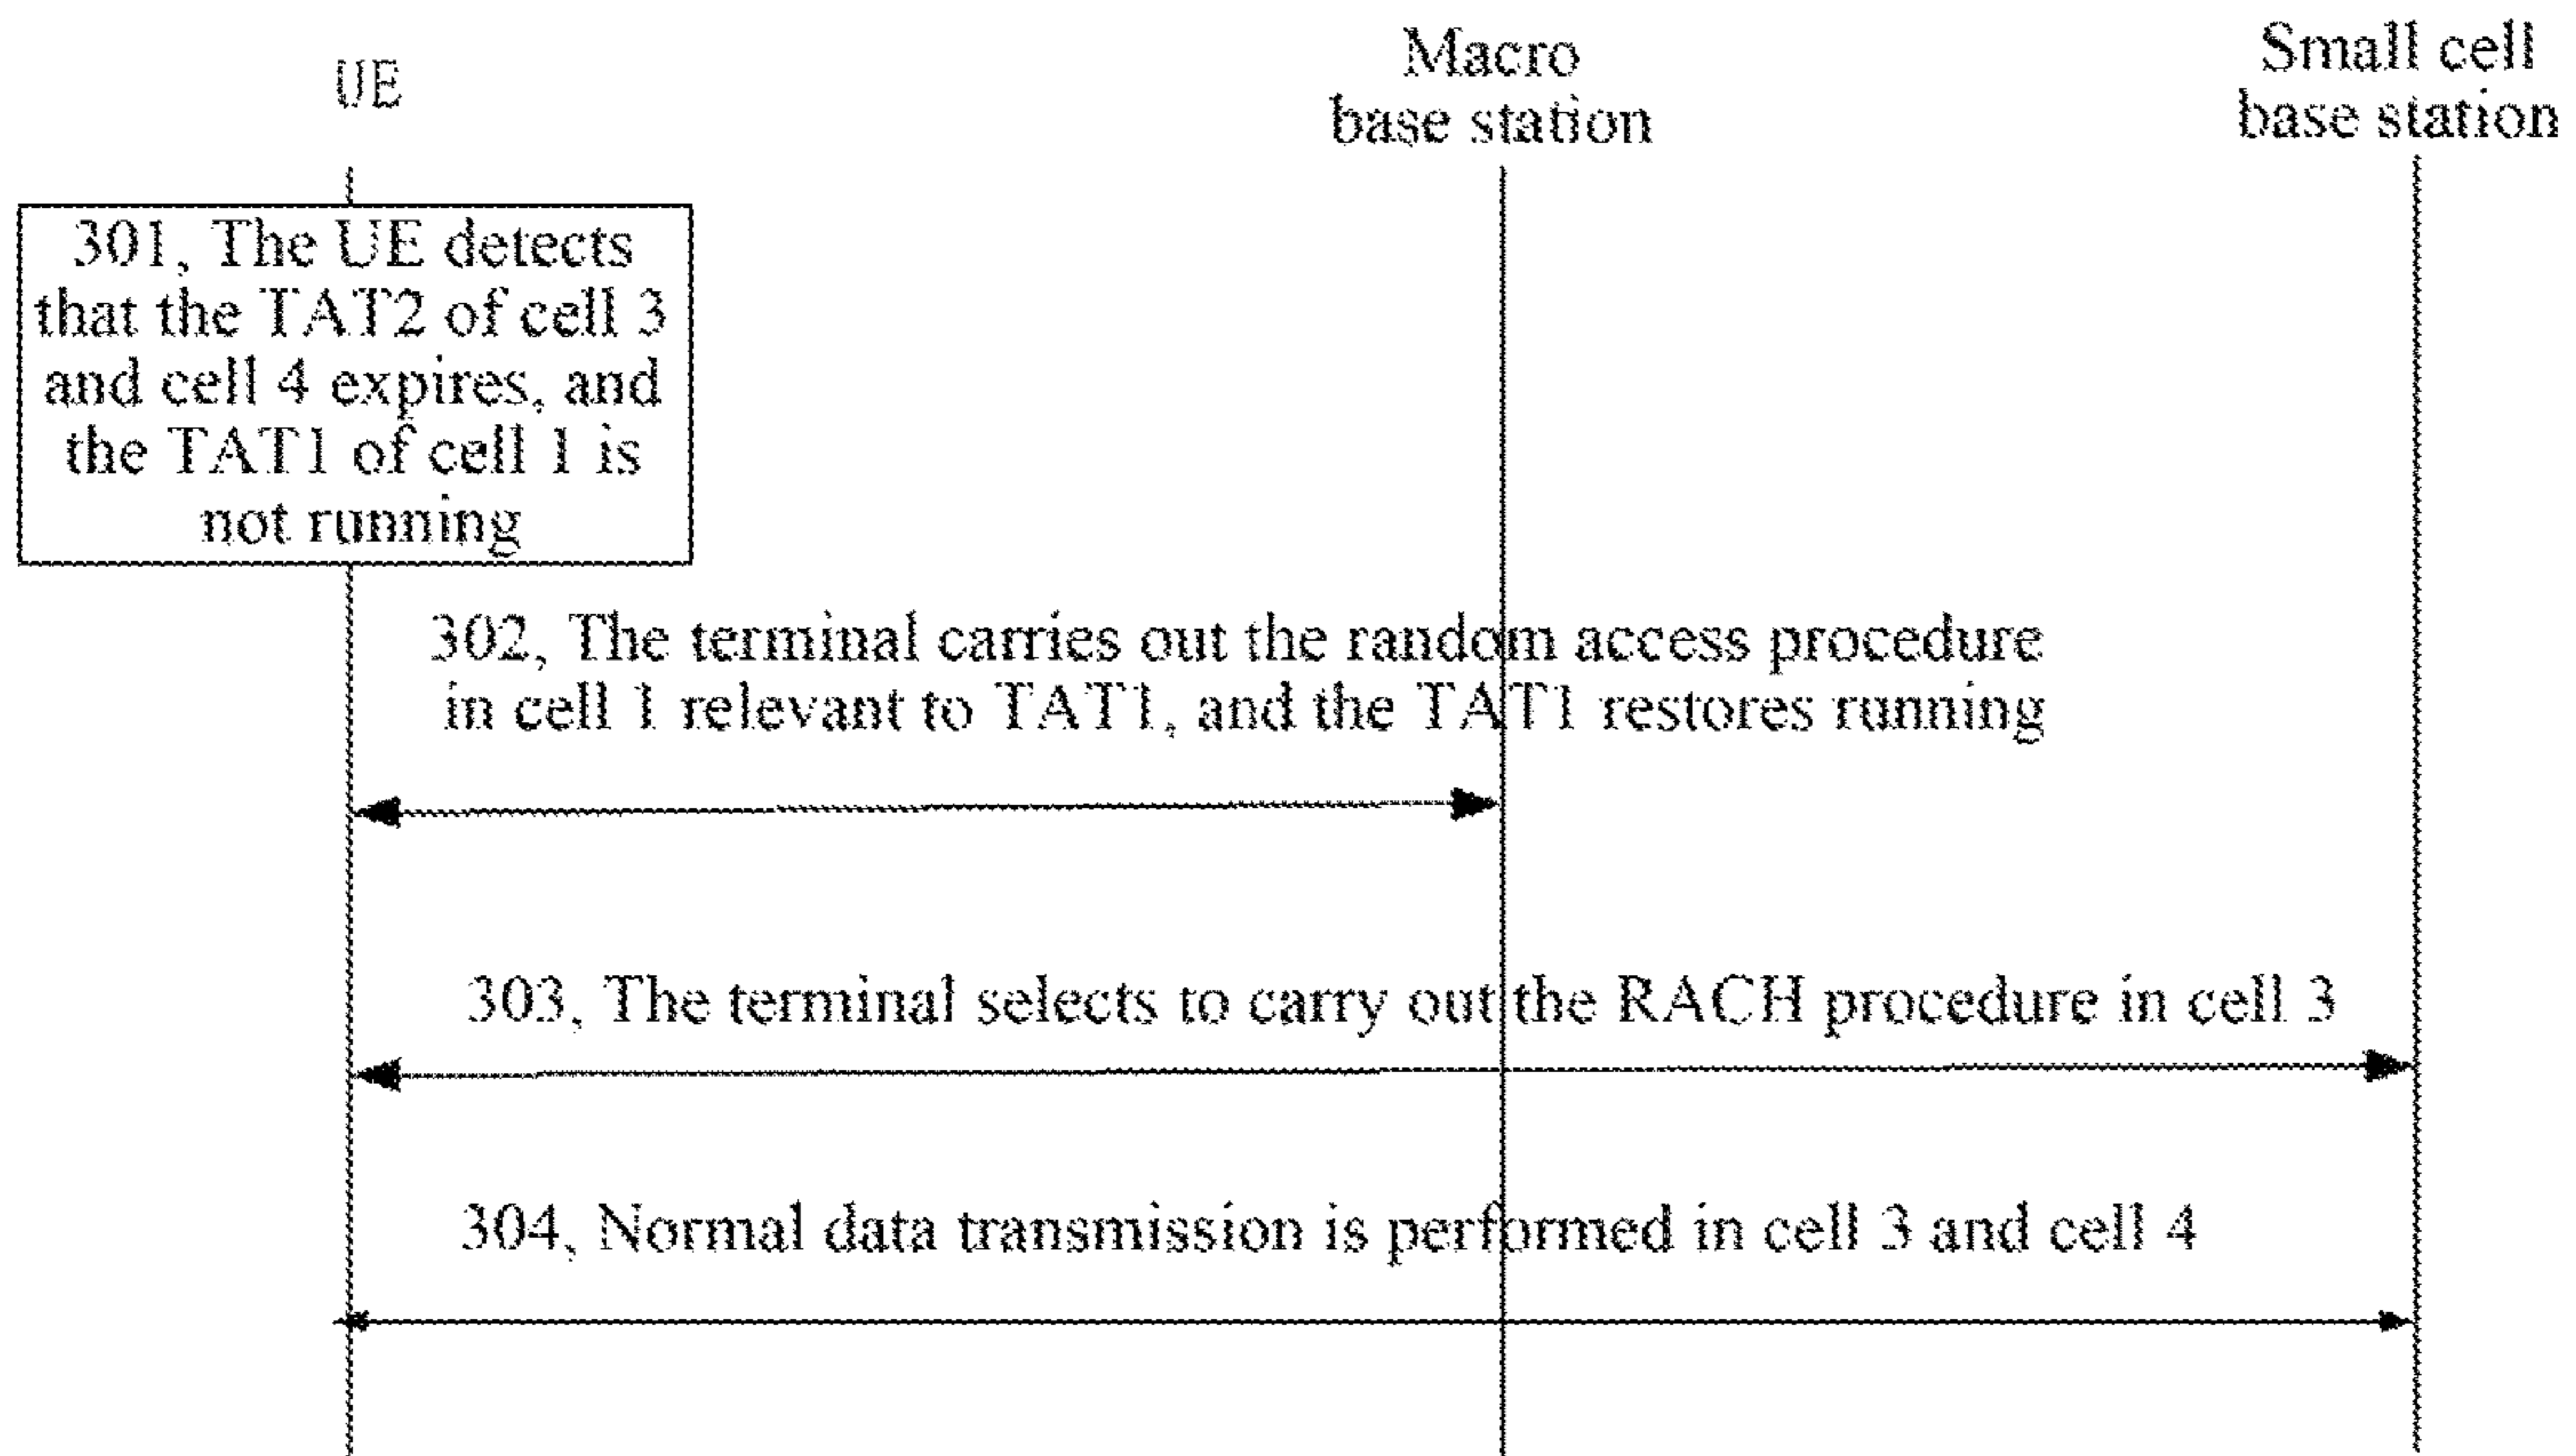 UE
Macro
base station
Small cell
base station
301, The UE detects
that the TAT2 of cell 3
and cell 4 expires, and
the TAT1 of cell 1 is
not running
302, The terminal carries out the random access procedure
in cell 1 relevant to TAT1, and the TAT1 restores running
303, The terminal selects to carry out the RACH procedure in cell 3
304, Normal data transmission is performed in cell 3 and cell 4